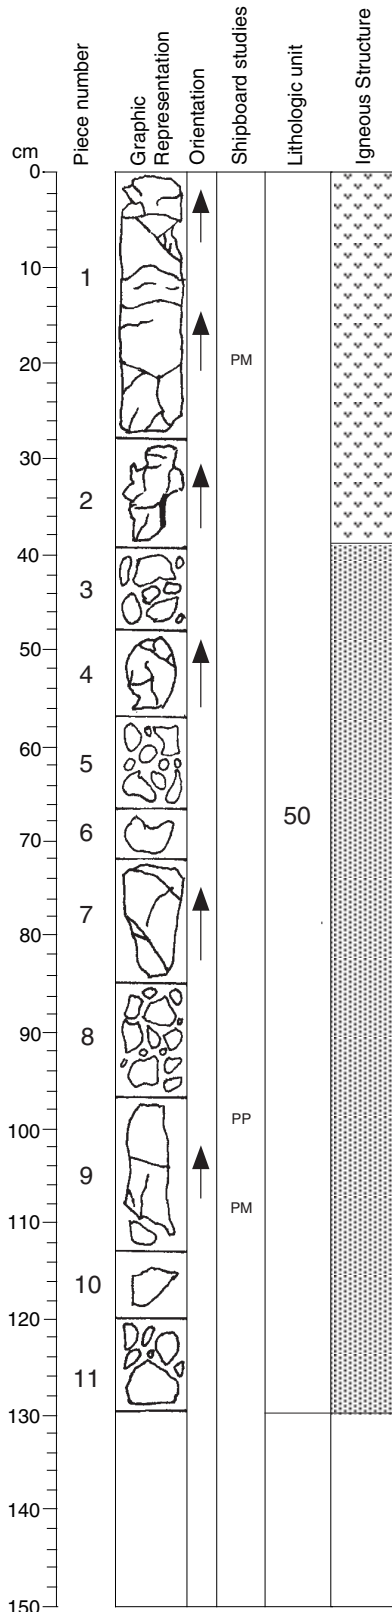 cm
Piece number
Graphic
Representation
Orientation
Shipboard studies
Lithologic unit
Igneous Structure
0
10
1
20
PM
30
2
40
3
50
4
60
5
50
6
70
7
80
90
8
100
PP
9
PM
110
10
120
11
130
140
150